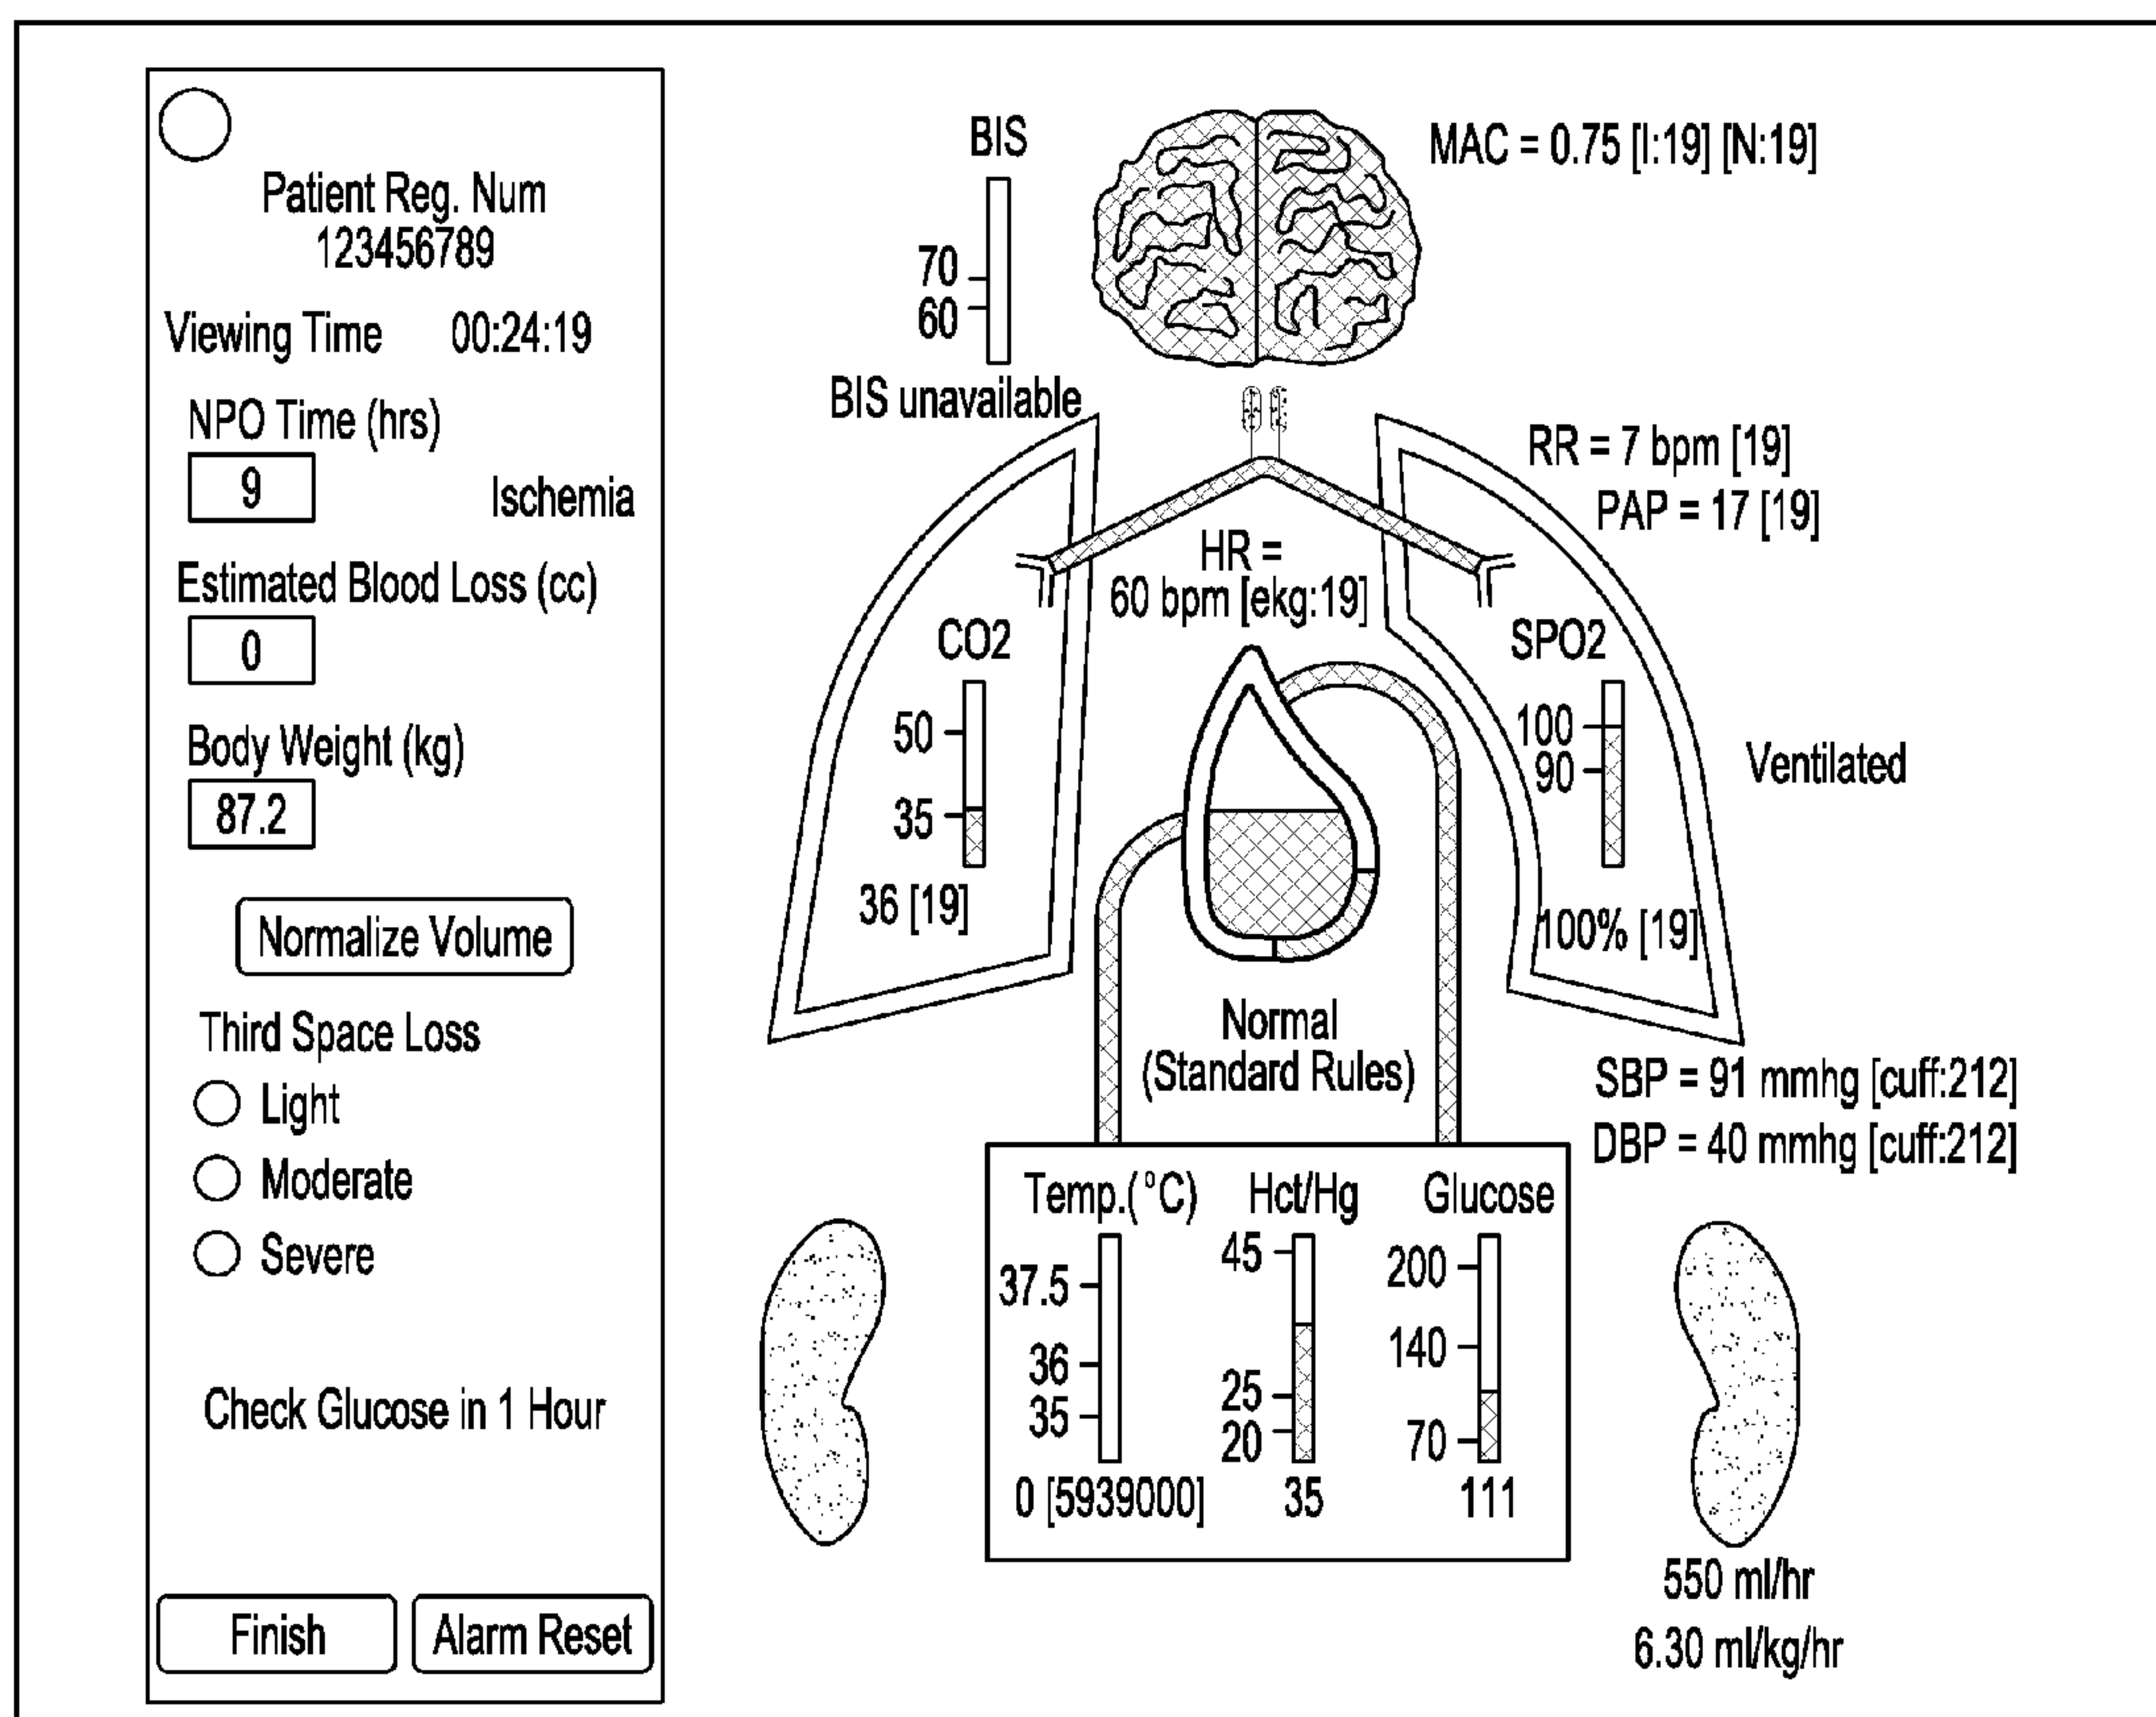 Patient Reg. Num
123456789
Viewing Time 00:24:19
NPO Time (hrs)
9
Ischemia
Estimated Blood Loss (cc)
0
Body Weight (kg)
87.2
Normalize Volume
Third Space Loss
Light
Moderate
Severe
Check Glucose in 1 Hour
Finish
Alarm Reset
BIS
70
60
BIS unavailable
MAC = 0.75 [I:19] [N:19]
RR = 7 bpm [19]
PAP = 17 [19]
HR =
60 bpm [ekg:19]
CO2
50
35
36 [19]
SPO2
100
90
100% [19]
Ventilated
Normal
(Standard Rules)
SBP = 91 mmhg [cuff:212]
DBP = 40 mmhg [cuff:212]
Temp.(°C)
37.5
36
35
0 [5939000]
Hct/Hg
45
25
20
35
Glucose
200
140
70
111
550 ml/hr
6.30 ml/kg/hr